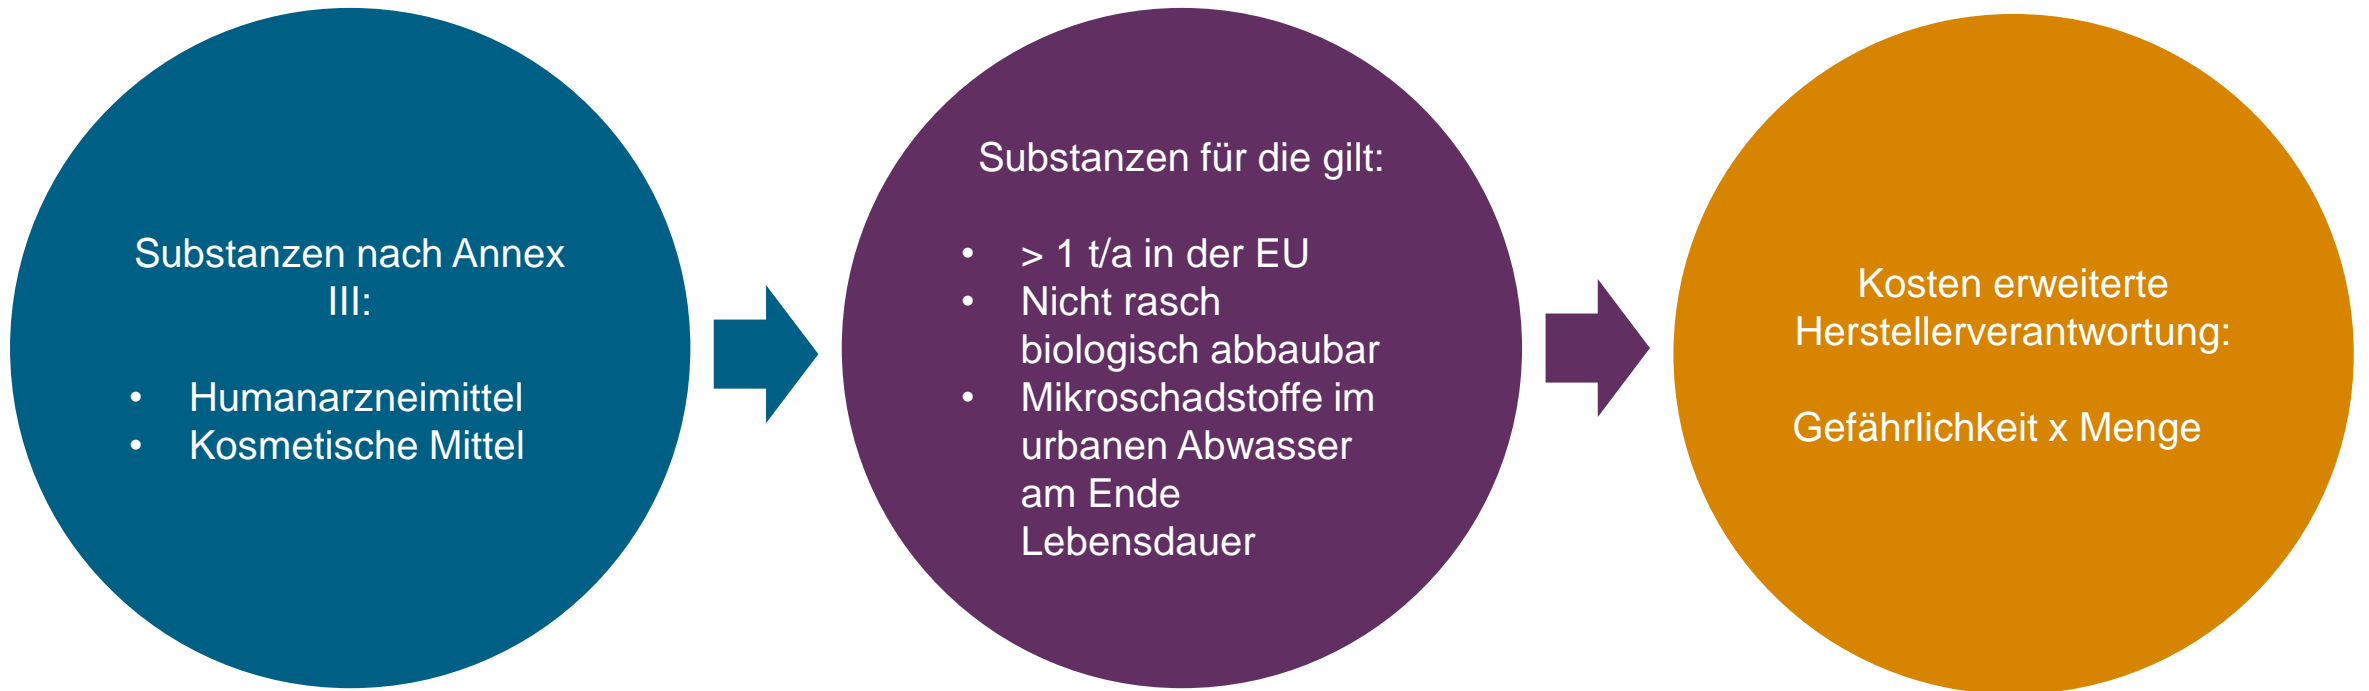 Substanzen nach Annex
III:
• Humanarzneimittel
• Kosmetische Mittel
Substanzen für die gilt:
• > 1 t/a in der EU
• Nicht rasch
biologisch abbaubar
• Mikroschadstoffe im
urbanen Abwasser
am Ende
Lebensdauer
Kosten erweiterte
Herstellerverantwortung:
Gefährlichkeit x Menge